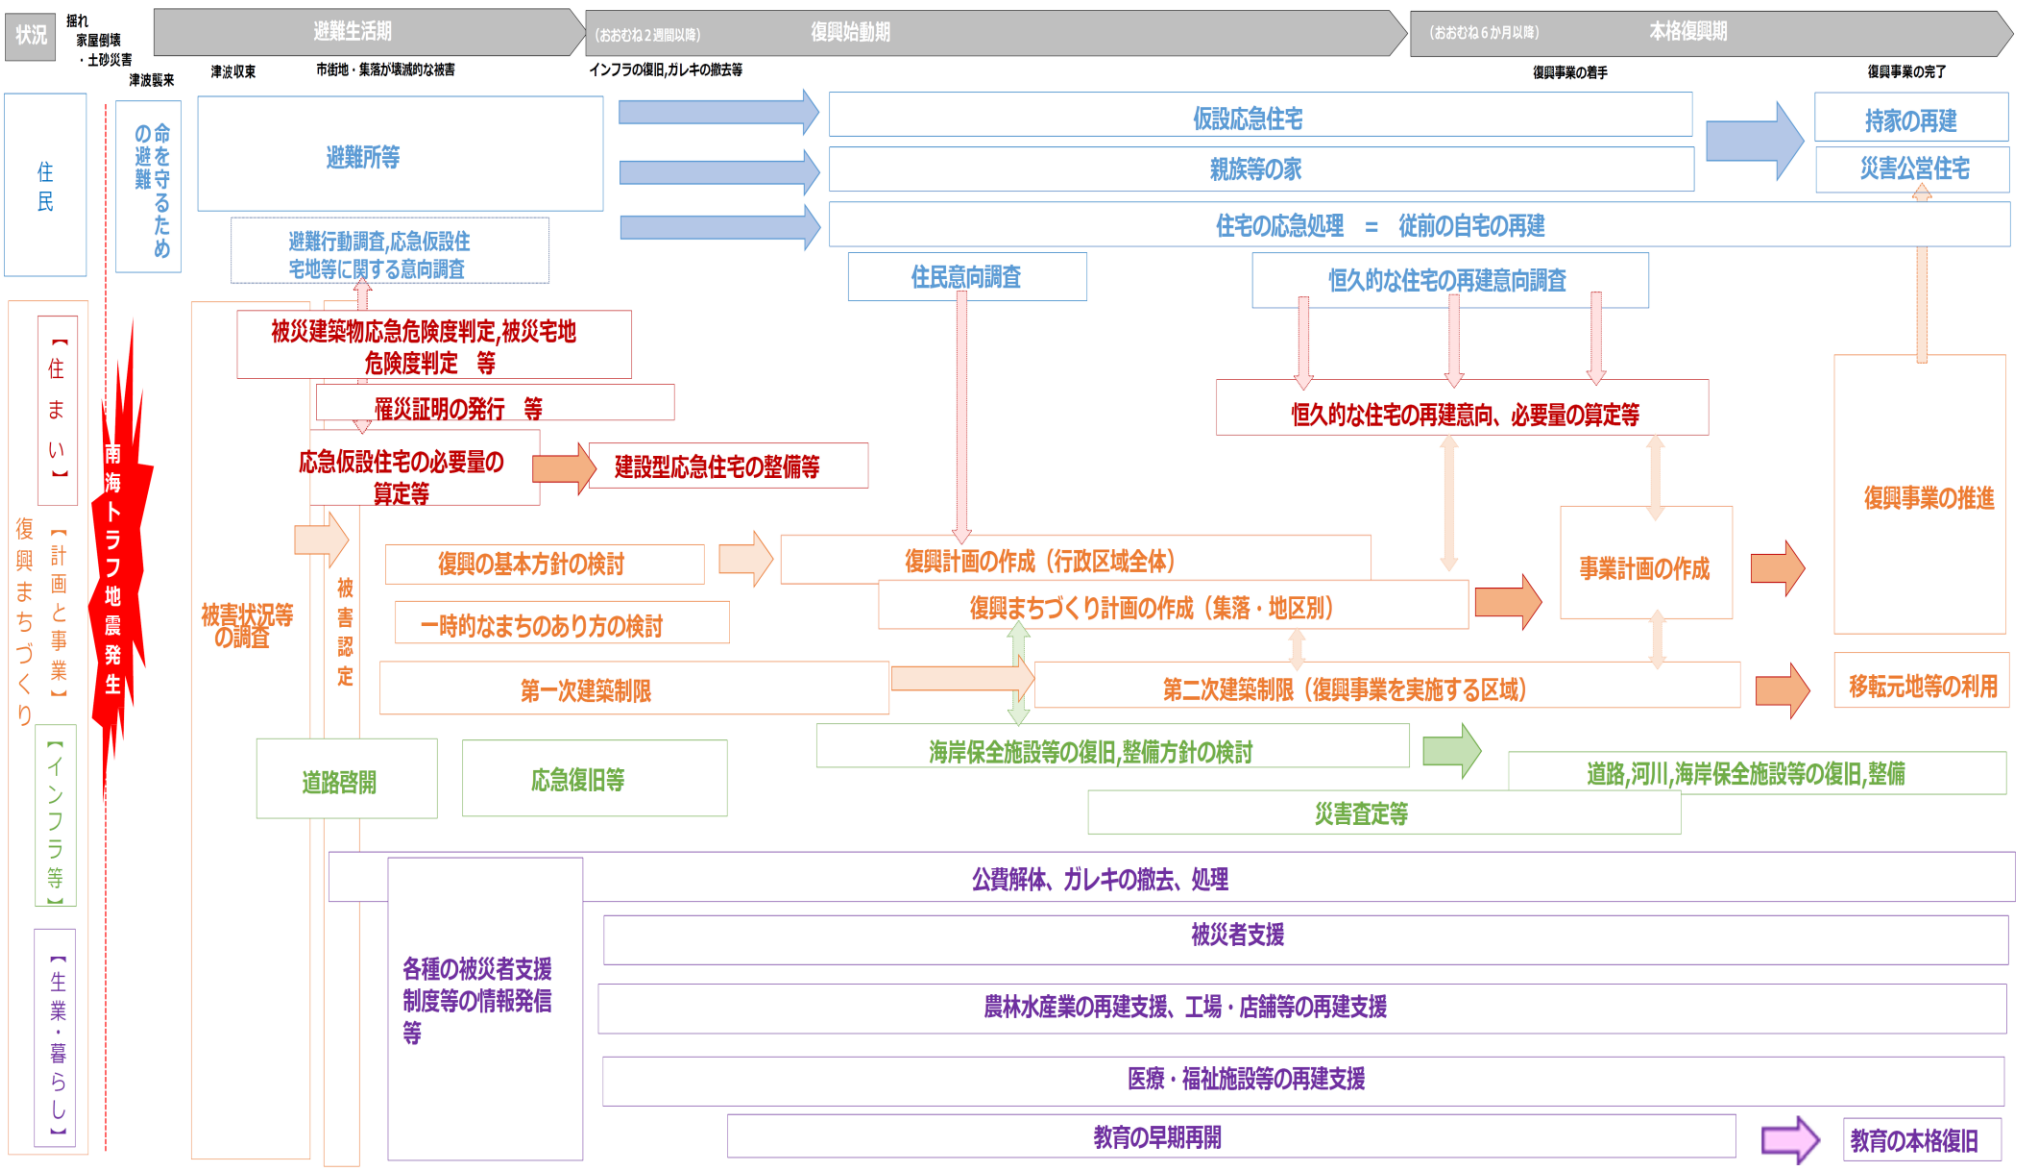 状況
揺れ
家屋倒壊
・土砂災害
津波襲来
避難生活期
(おおむね２週間以降)
復興始動期
(おおむね６か月以降)
本格復興期
津波収束
市街地・集落が壊滅的な被害
インフラの復旧,ガレキの撤去等
復興事業の着手
復興事業の完了
住民
命を守るため
の避難
避難所等
仮設応急住宅
親族等の家
住宅の応急処理　＝　従前の自宅の再建
持家の再建
災害公営住宅
避難行動調査,応急仮設住
宅地等に関する意向調査
住民意向調査
恒久的な住宅の再建意向調査
復興まちづくり
【住まい】
南海トラフ地震発生
被災建築物応急危険度判定,被災宅地
危険度判定　等
罹災証明の発行　等
応急仮設住宅の必要量の
算定等
建設型応急住宅の整備等
恒久的な住宅の再建意向、必要量の算定等
【計画と事業】
被害状況等
の調査
被害認定
復興の基本方針の検討
一時的なまちのあり方の検討
第一次建築制限
復興計画の作成（行政区域全体）
復興まちづくり計画の作成（集落・地区別）
第二次建築制限（復興事業を実施する区域）
事業計画の作成
復興事業の推進
移転元地等の利用
【インフラ等】
道路啓開
応急復旧等
海岸保全施設等の復旧,整備方針の検討
道路,河川,海岸保全施設等の復旧,整備
災害査定等
【生業・暮らし】
公費解体、ガレキの撤去、処理
各種の被災者支援
制度等の情報発信
等
被災者支援
農林水産業の再建支援、工場・店舗等の再建支援
医療・福祉施設等の再建支援
教育の早期再開
教育の本格復旧